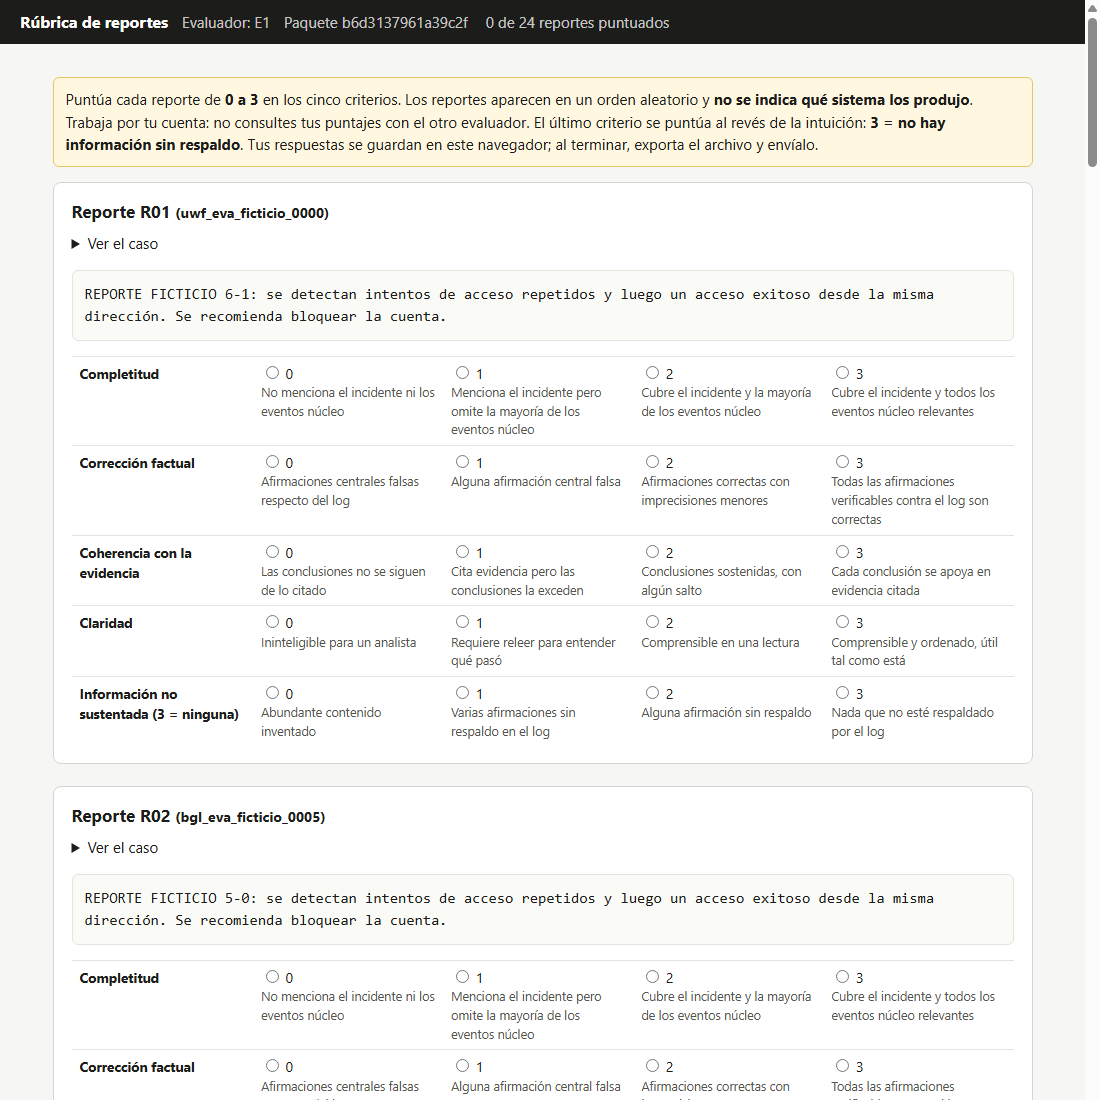 Rúbrica de reportes Evaluador: E1 Paquete b6d3137961a39c2f 0 de 24 reportes puntuados
Puntúa cada reporte de 0 a 3 en los cinco criterios. Los reportes aparecen en un orden aleatorio y no se indica qué sistema los produjo.
Trabaja por tu cuenta: no consultes tus puntajes con el otro evaluador. El último criterio se puntúa al revés de la intuición: 3 = no hay
información sin respaldo. Tus respuestas se guardan en este navegador; al terminar, exporta el archivo y envíalo.
Reporte R01 (uwf_eva_ficticio_0000)
Ver el caso
REPORTE FICTICIO 6-1: se detectan intentos de acceso repetidos y luego un acceso exitoso desde la misma
dirección. Se recomienda bloquear la cuenta.
Completitud
0
No menciona el incidente ni los
eventos núcleo
1
Menciona el incidente pero
omite la mayoría de los
eventos núcleo
2
Cubre el incidente y la mayoría
de los eventos núcleo
3
Cubre el incidente y todos los
eventos núcleo relevantes
Corrección factual
0
Afirmaciones centrales falsas
respecto del log
1
Alguna afirmación central falsa
2
Afirmaciones correctas con
imprecisiones menores
3
Todas las afirmaciones
verificables contra el log son
correctas
Coherencia con la
evidencia
0
Las conclusiones no se siguen
de lo citado
1
Cita evidencia pero las
conclusiones la exceden
2
Conclusiones sostenidas, con
algún salto
3
Cada conclusión se apoya en
evidencia citada
Claridad
0
Ininteligible para un analista
1
Requiere releer para entender
qué pasó
2
Comprensible en una lectura
3
Comprensible y ordenado, útil
tal como está
Información no
sustentada (3 = ninguna)
0
Abundante contenido
inventado
1
Varias afirmaciones sin
respaldo en el log
2
Alguna afirmación sin respaldo
3
Nada que no esté respaldado
por el log
Reporte R02 (bgl_eva_ficticio_0005)
Ver el caso
REPORTE FICTICIO 5-0: se detectan intentos de acceso repetidos y luego un acceso exitoso desde la misma
dirección. Se recomienda bloquear la cuenta.
Completitud
0
No menciona el incidente ni los
eventos núcleo
1
Menciona el incidente pero
omite la mayoría de los
eventos núcleo
2
Cubre el incidente y la mayoría
de los eventos núcleo
3
Cubre el incidente y todos los
eventos núcleo relevantes
Corrección factual
0
Afirmaciones centrales falsas
1
Alguna afirmación central falsa
2
Afirmaciones correctas con
3
Todas las afirmaciones